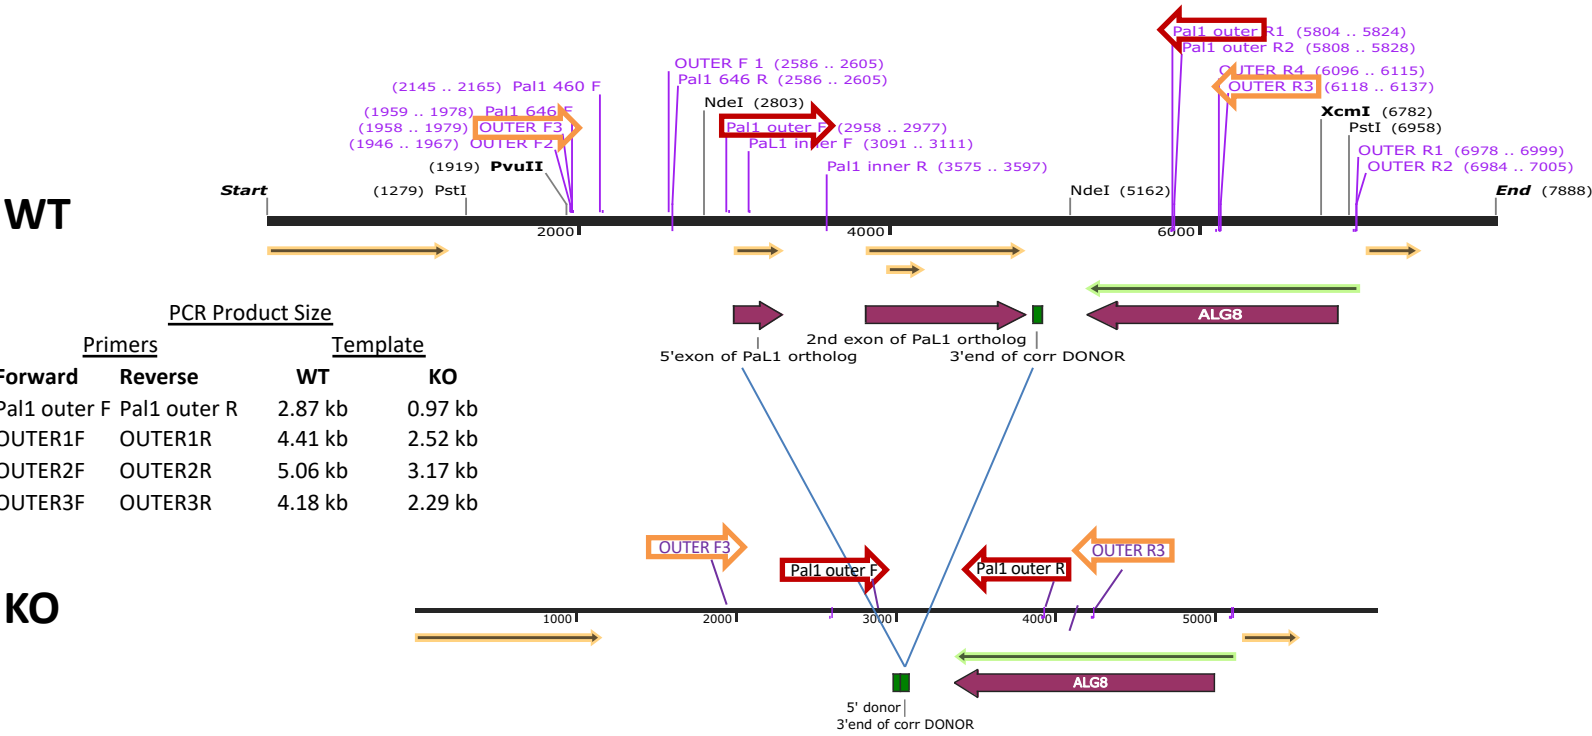 Pal1 outer R1 (5804 .. 5824)
Pal1 outer R2 (5808 .. 5828)
OUTER F 1 (2586 .. 2605)
Pal1 646 R (2586 .. 2605)
OUTER R4 (6096 .. 6115)
OUTER R3 (6118 .. 6137)
(2145 .. 2165) Pal1 460 F
NdeI (2803)
(1959 .. 1978) Pal1 646 F
XcmI (6782)
(1958 .. 1979) OUTER F3
Pal1 outer F (2958 .. 2977)
PstI (6958)
(1946 .. 1967) OUTER F2
PaL1 inner F (3091 .. 3111)
OUTER R1 (6978 .. 6999)
(1919) PvuII
Pal1 inner R (3575 .. 3597)
OUTER R2 (6984 .. 7005)
Start
(1279) PstI
NdeI (5162)
End (7888)
WT
2000
4000
6000
ALG8
2nd exon of PaL1 ortholog
5'exon of PaL1 ortholog
3'end of corr DONOR
PCR Product Size
Primers Template
Forward Reverse WT KO
Pal1 outer F Pal1 outer R 2.87 kb 0.97 kb
OUTER1F OUTER1R 4.41 kb 2.52 kb
OUTER2F OUTER2R 5.06 kb 3.17 kb
OUTER3F OUTER3R 4.18 kb 2.29 kb
OUTER F3
Pal1 outer F
Pal1 outer R
OUTER R3
KO
1000
2000
3000
4000
5000
ALG8
5' donor
3'end of corr DONOR